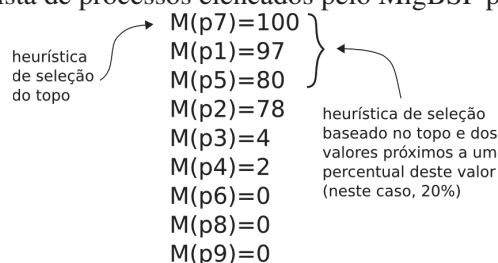 ista de processos elencados pelo MigBSP p
M(p7)=100
M(p1)=97
M(p5)=80
M(p2)=78
M(p3)=4
M(p4)=2
M(p6)=0
M(p8)=0
M(p9)=0
heurística
de seleção
do topo
heurística de seleção
baseado no topo e dos
valores próximos a um
percentual deste valor
(neste caso, 20%)